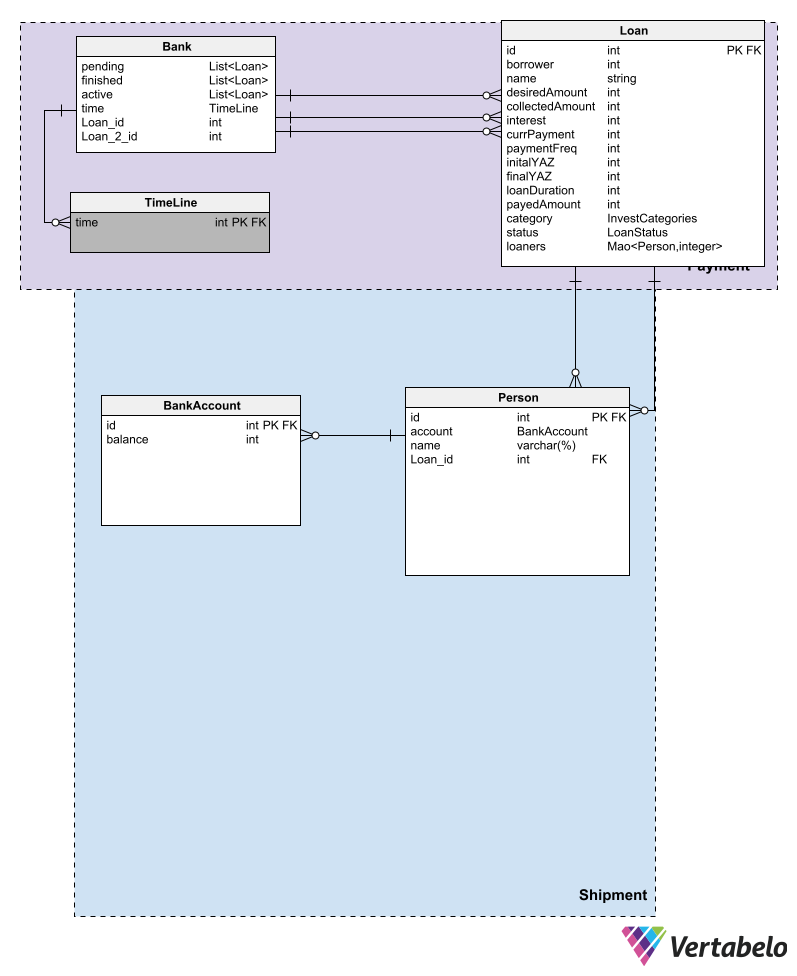 Bank
pending List<Loan>
finished List<Loan>
active List<Loan>
time TimeLine
Loan_id int
Loan_2_id int
TimeLine
time int PK FK
Loan
id int PK FK
borrower int
name string
desiredAmount int
collectedAmount int
interest int
currPayment int
paymentFreq int
initalYAZ int
finalYAZ int
loanDuration int
payedAmount int
category InvestCategories
status LoanStatus
loaners Mao<Person,integer>
Payment
BankAccount
id int PK FK
balance int
Person
id int PK FK
account BankAccount
name varchar(%)
Loan_id int FK
Shipment
Vertabelo